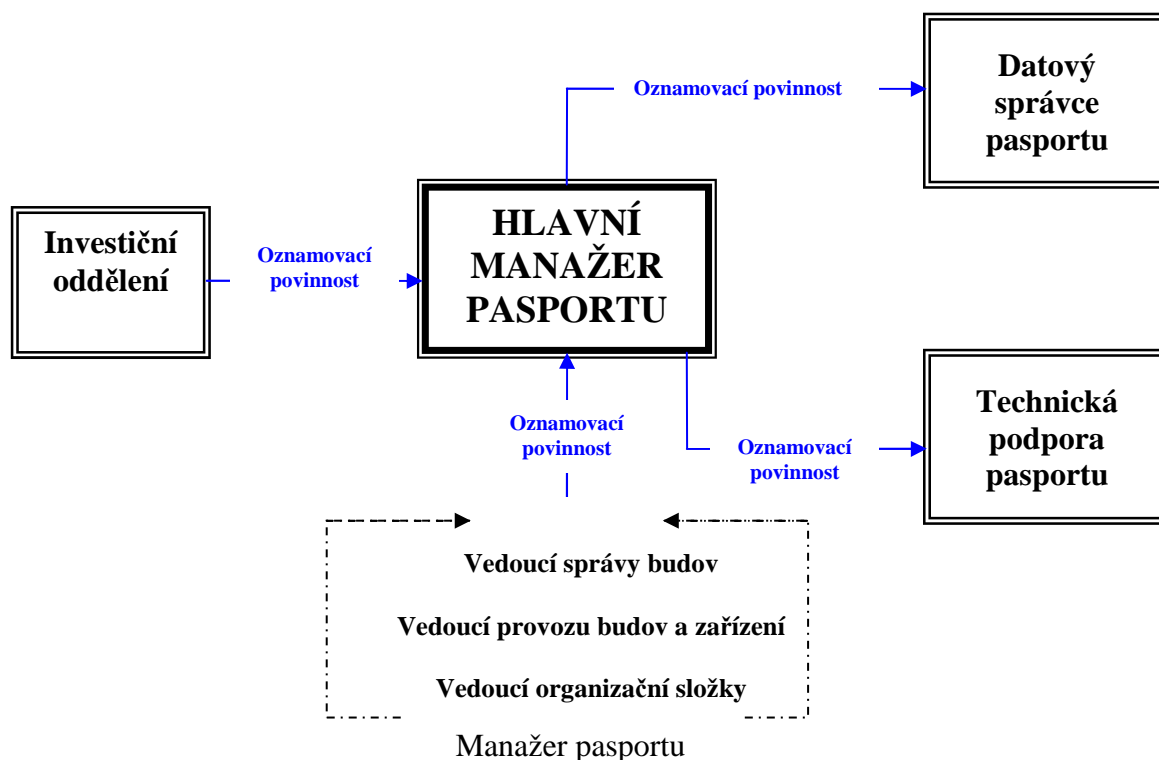 Datový
správce
pasportu
Oznamovací povinnost
HLAVNÍ
MANAŽER
PASPORTU
Investiční
oddělení
Oznamovací
povinnost
Oznamovací
povinnost
Oznamovací
povinnost
Technická
podpora
pasportu
Vedoucí správy budov
Vedoucí provozu budov a zařízení
Vedoucí organizační složky
Manažer pasportu